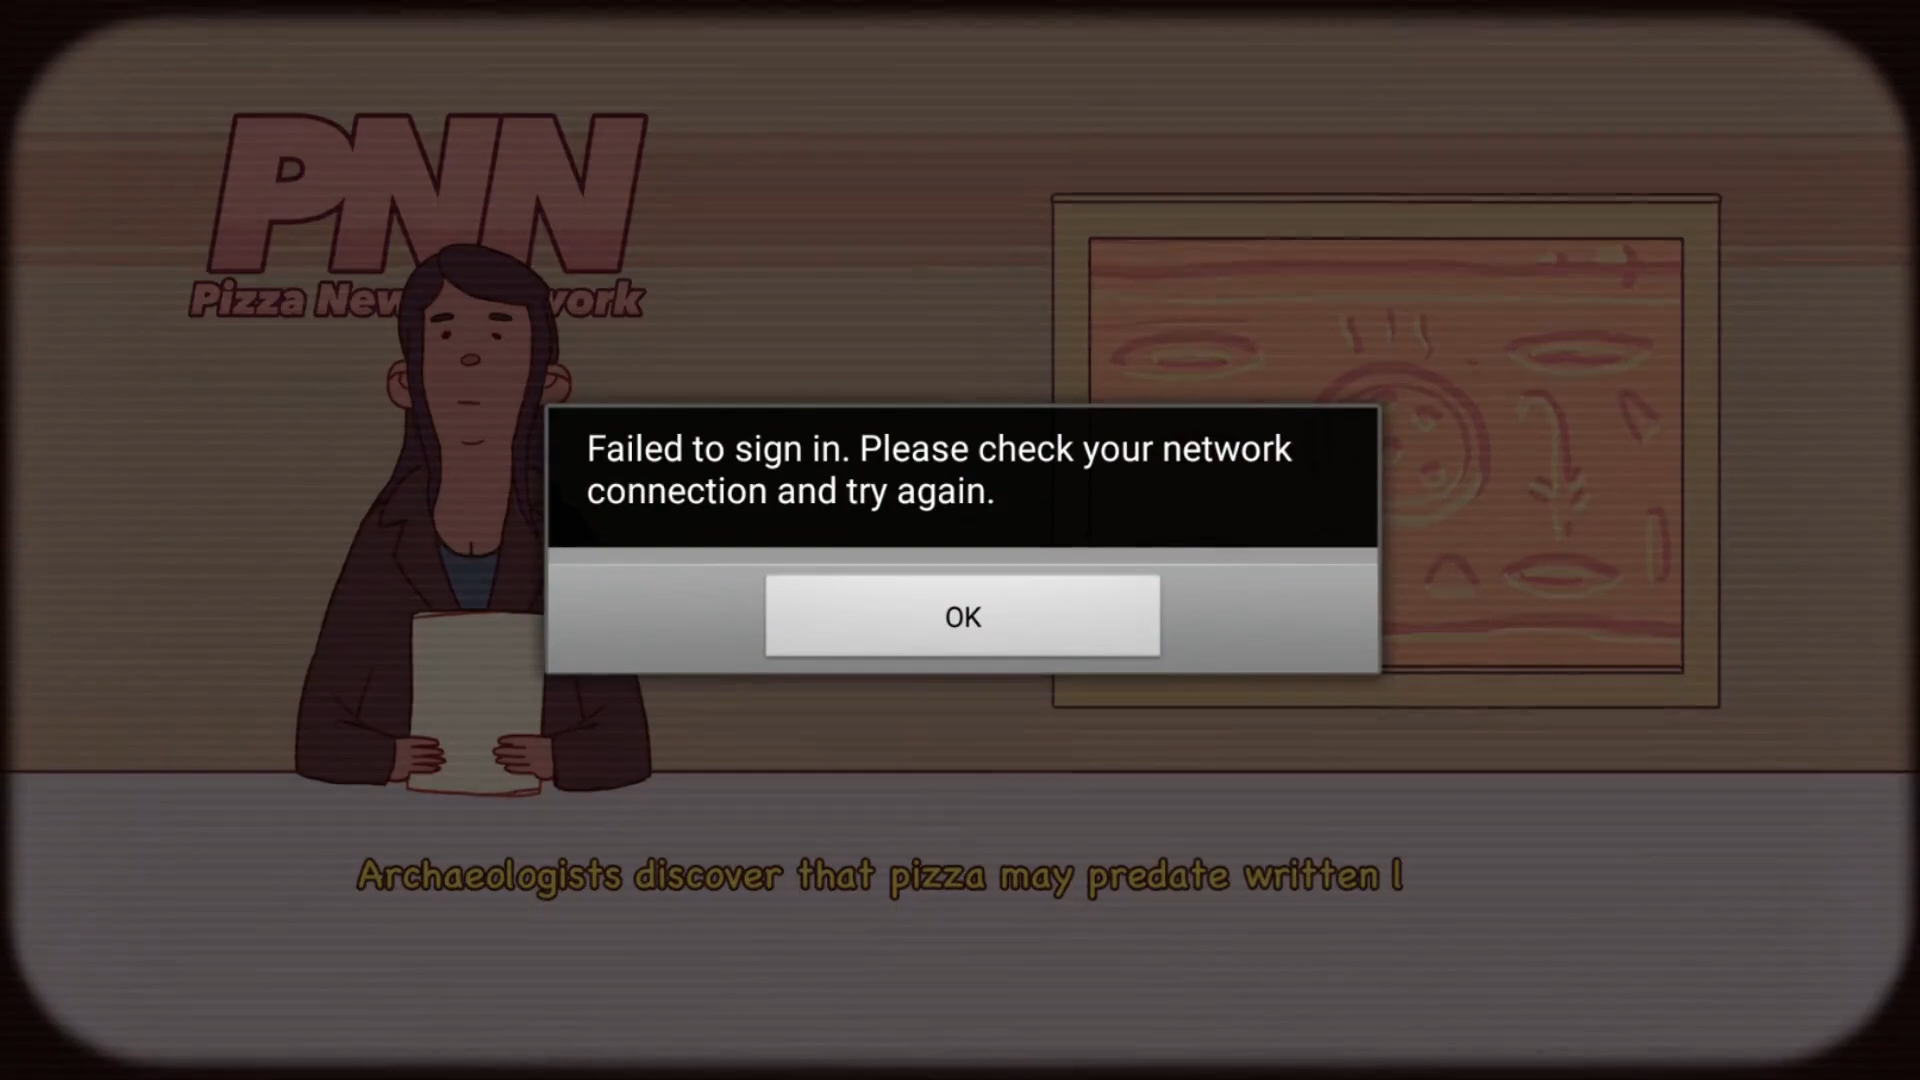 PNN
Pizza New work
Failed to sign in. Please check your network
connection and try again.
OK
Archaeologists discover that pizza may predate written l